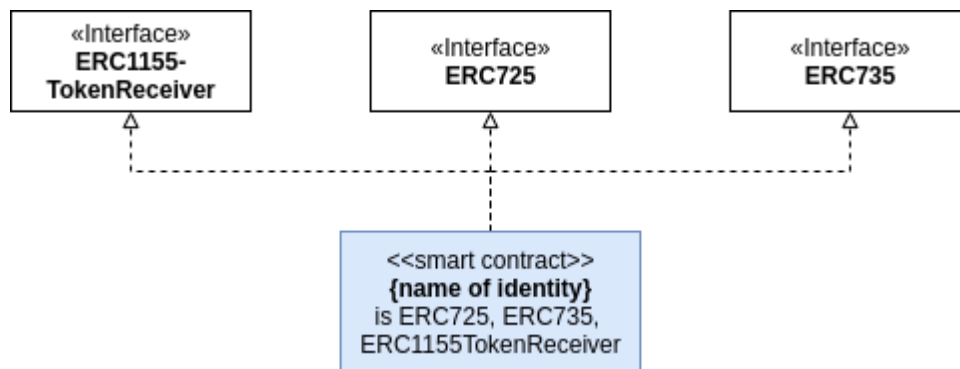 «Interface»
ERC1155-
TokenReceiver
«Interface»
ERC725
«Interface»
ERC735
<<smart contract>>
{name of identity}
is ERC725, ERC735,
ERC1155TokenReceiver